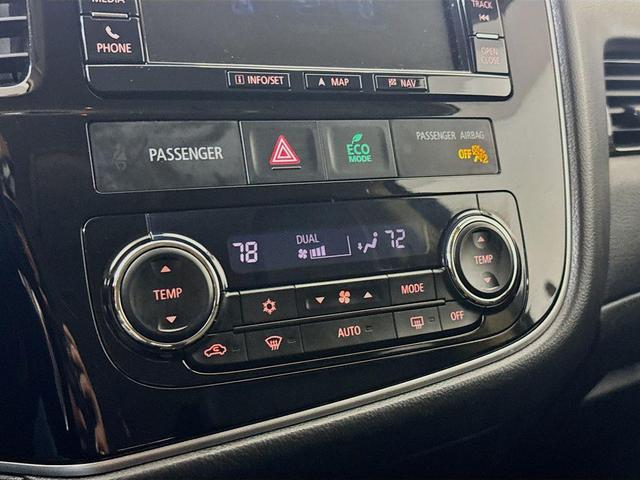 MEDIA
TRACK
PHONE
OPEN
CLOSE
INFO/SET
MAP
NAV
PASSENGER
ECO
MODE
PASSENGER AIRBAG
OFF
78
DUAL
72
TEMP
TEMP
MODE
AUTO
OFF